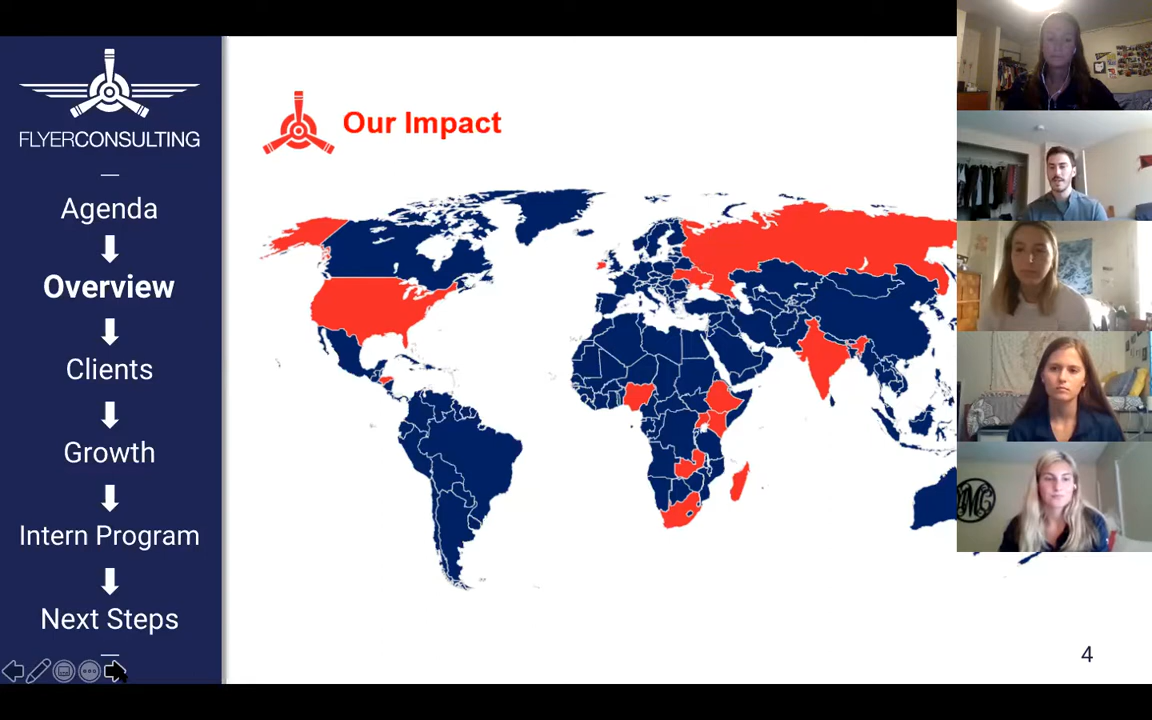 FLYERCONSULTING
Agenda
Overview
Clients
Growth
Intern Program
Next Steps
Our Impact
4